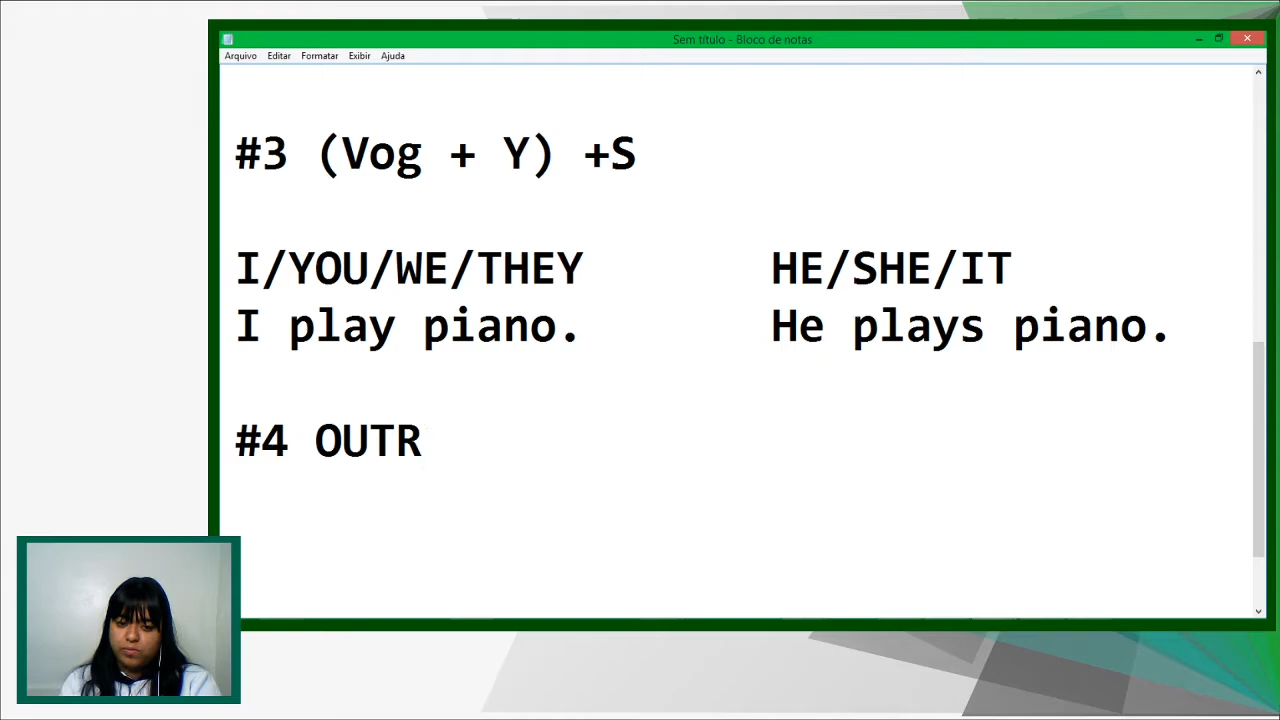 Sem título - Bloco de notas
Arquivo Editar Formatar Exibir Ajuda
#3 (Vog + Y) +S
I/YOU/WE/THEY HE/SHE/IT
I play piano. He plays piano.
#4 OUTR